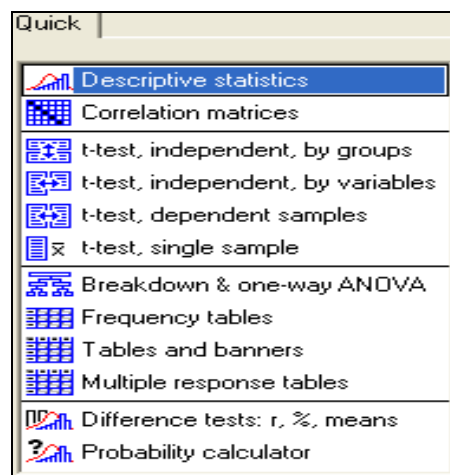 Quick
Descriptive statistics
Correlation matrices
t-test, independent, by groups
t-test, independent, by variables
t-test, dependent samples
t-test, single sample
Breakdown & one-way ANOVA
Frequency tables
Tables and banners
Multiple response tables
Difference tests: r, %, means
Probability calculator